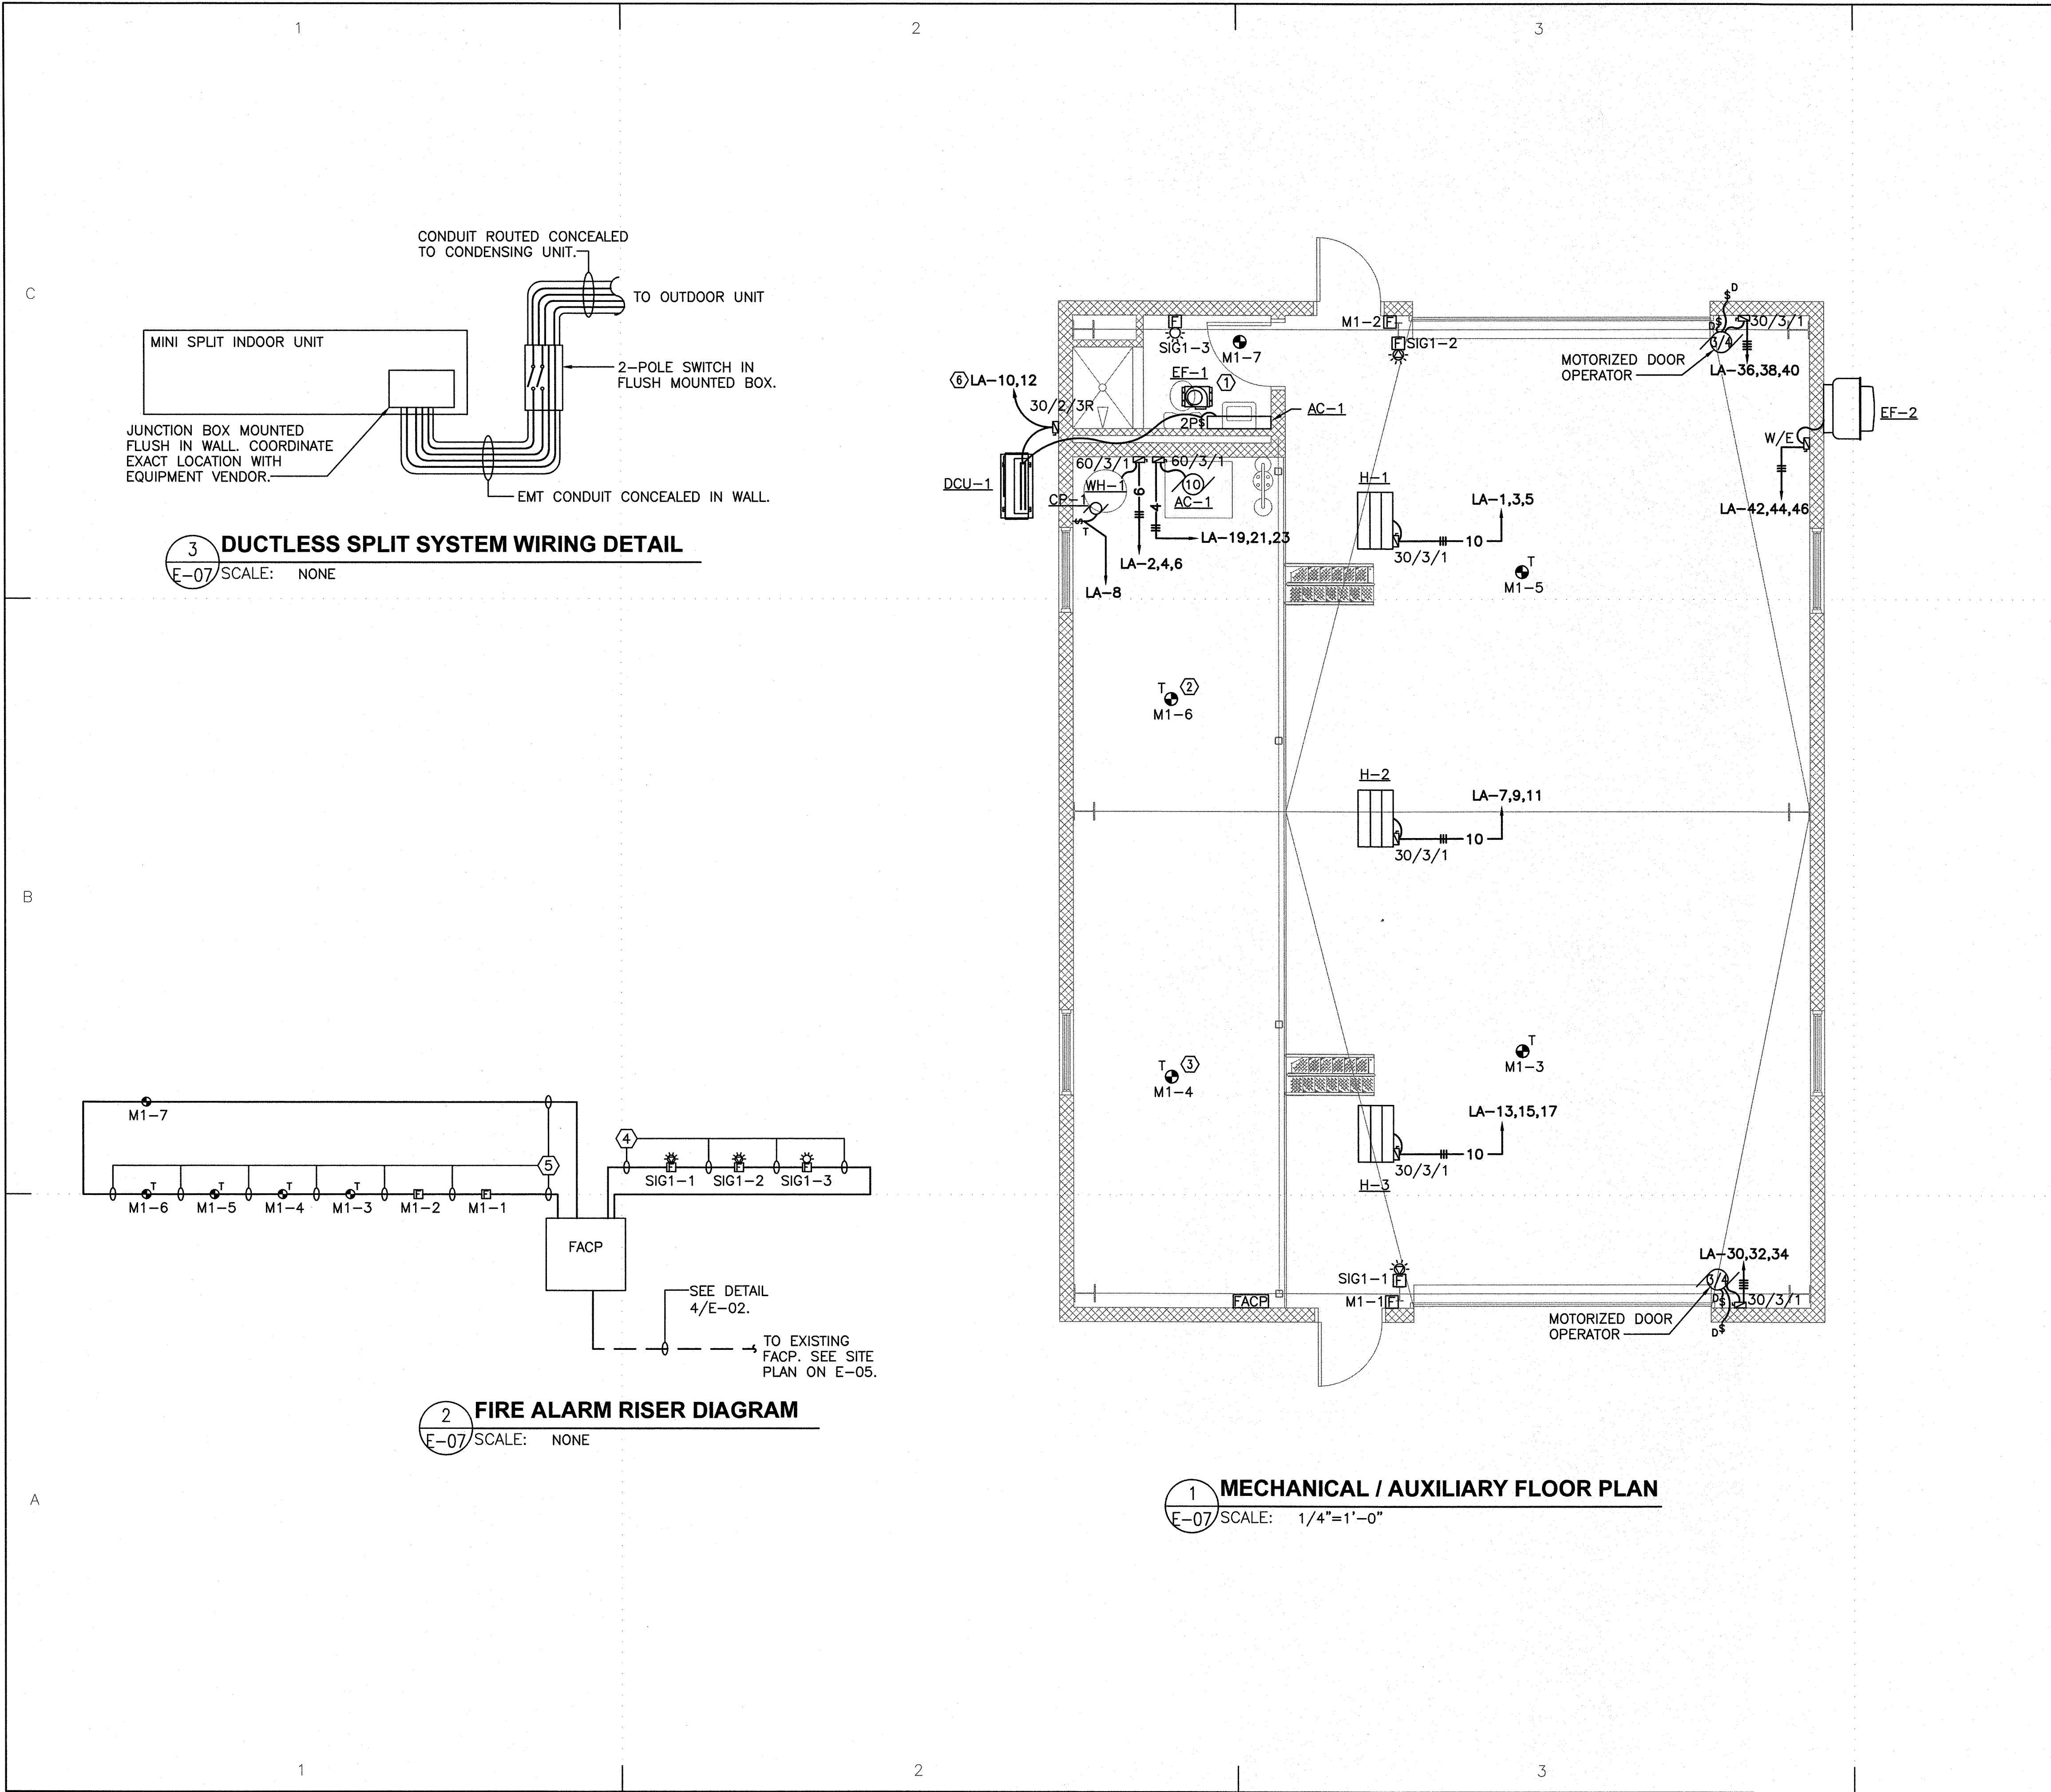 1
2
3
C
B
A
CONDUIT ROUTED CONCEALED
TO CONDENSING UNIT.
TO OUTDOOR UNIT
MINI SPLIT INDOOR UNIT
2-POLE SWITCH IN
FLUSH MOUNTED BOX.
JUNCTION BOX MOUNTED
FLUSH IN WALL. COORDINATE
EXACT LOCATION WITH
EQUIPMENT VENDOR.
EMT CONDUIT CONCEALED IN WALL.
3
E-07
DUCTLESS SPLIT SYSTEM WIRING DETAIL
SCALE: NONE
M1-7
4
5
SIG1-1
SIG1-2
SIG1-3
F
F
F
T
T
T
T
F
F
M1-6
M1-5
M1-4
M1-3
M1-2
M1-1
FACP
SEE DETAIL
4/E-02.
TO EXISTING
FACP. SEE SITE
PLAN ON E-05.
2
E-07
FIRE ALARM RISER DIAGRAM
SCALE: NONE
$D
F
SIG1-3
M1-7
M1-2 F
F SIG1-2
D$
30/3/1
3/4
MOTORIZED DOOR
OPERATOR
LA-36,38,40
6 LA-10,12
EF-1
1
30/2/3R
AC-1
2P$
EF-2
W/E
DCU-1
60/3/1
60/3/1
WH-1
10
AC-1
CP-1
$T
6
4
LA-19,21,23
LA-2,4,6
LA-8
H-1
LA-1,3,5
10
30/3/1
T
M1-5
LA-42,44,46
T 2
M1-6
H-2
LA-7,9,11
10
30/3/1
T
M1-3
T 3
M1-4
LA-13,15,17
10
30/3/1
H-3
LA-30,32,34
3/4
SIG1-1 F
FACP
M1-1 F
D$
30/3/1
MOTORIZED DOOR
OPERATOR
D$
1
E-07
MECHANICAL / AUXILIARY FLOOR PLAN
SCALE: 1/4"=1'-0"
1
2
3